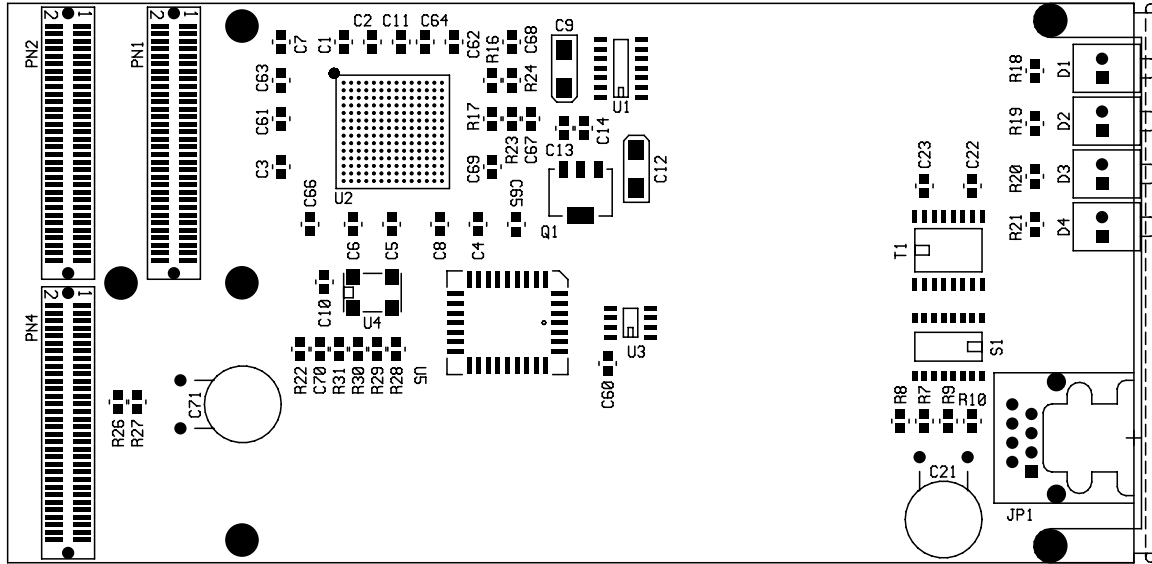 2 1
PN2
2 1
PN1
C7
C1
C2
C11
C64
C62
R16
C68
C9
U1
C63
R24
C61
R17
R23
C67
C13
C14
C3
C69
U2
C12
C66
C65
Q1
C6
C5
C8
C4
C10
U4
U3
C60
R22
C70
R31
R30
R29
R28
U5
2 1
PN4
C71
R26
R27
R18
D1
R19
D2
R20
D3
R21
D4
C23
C22
T1
S1
R8
R7
R9
R10
C21
JP1